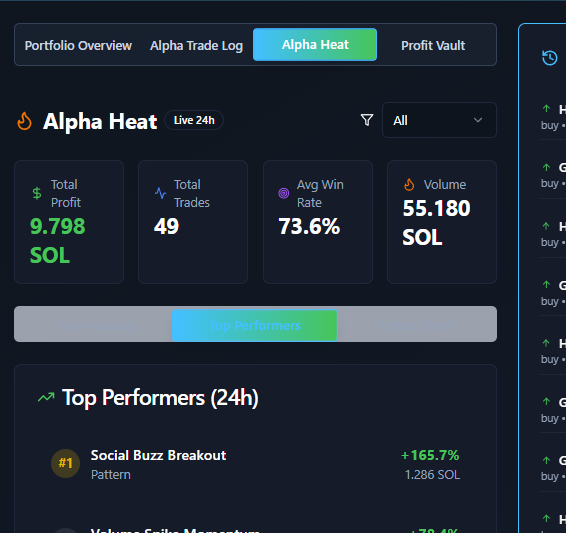 Portfolio Overview Alpha Trade Log Alpha Heat Profit Vault
Alpha Heat Live 24h All
Total Profit
9.798 SOL
Total Trades
49
Avg Win Rate
73.6%
Volume
55.180 SOL
Top Performers
Top Performers (24h)
#1 Social Buzz Breakout +165.7%
Pattern 1.286 SOL
Volume Spike Momentum +78.4%
H
buy •
G
buy •
H
buy •
G
buy •
H
buy •
G
buy •
G
buy •
H